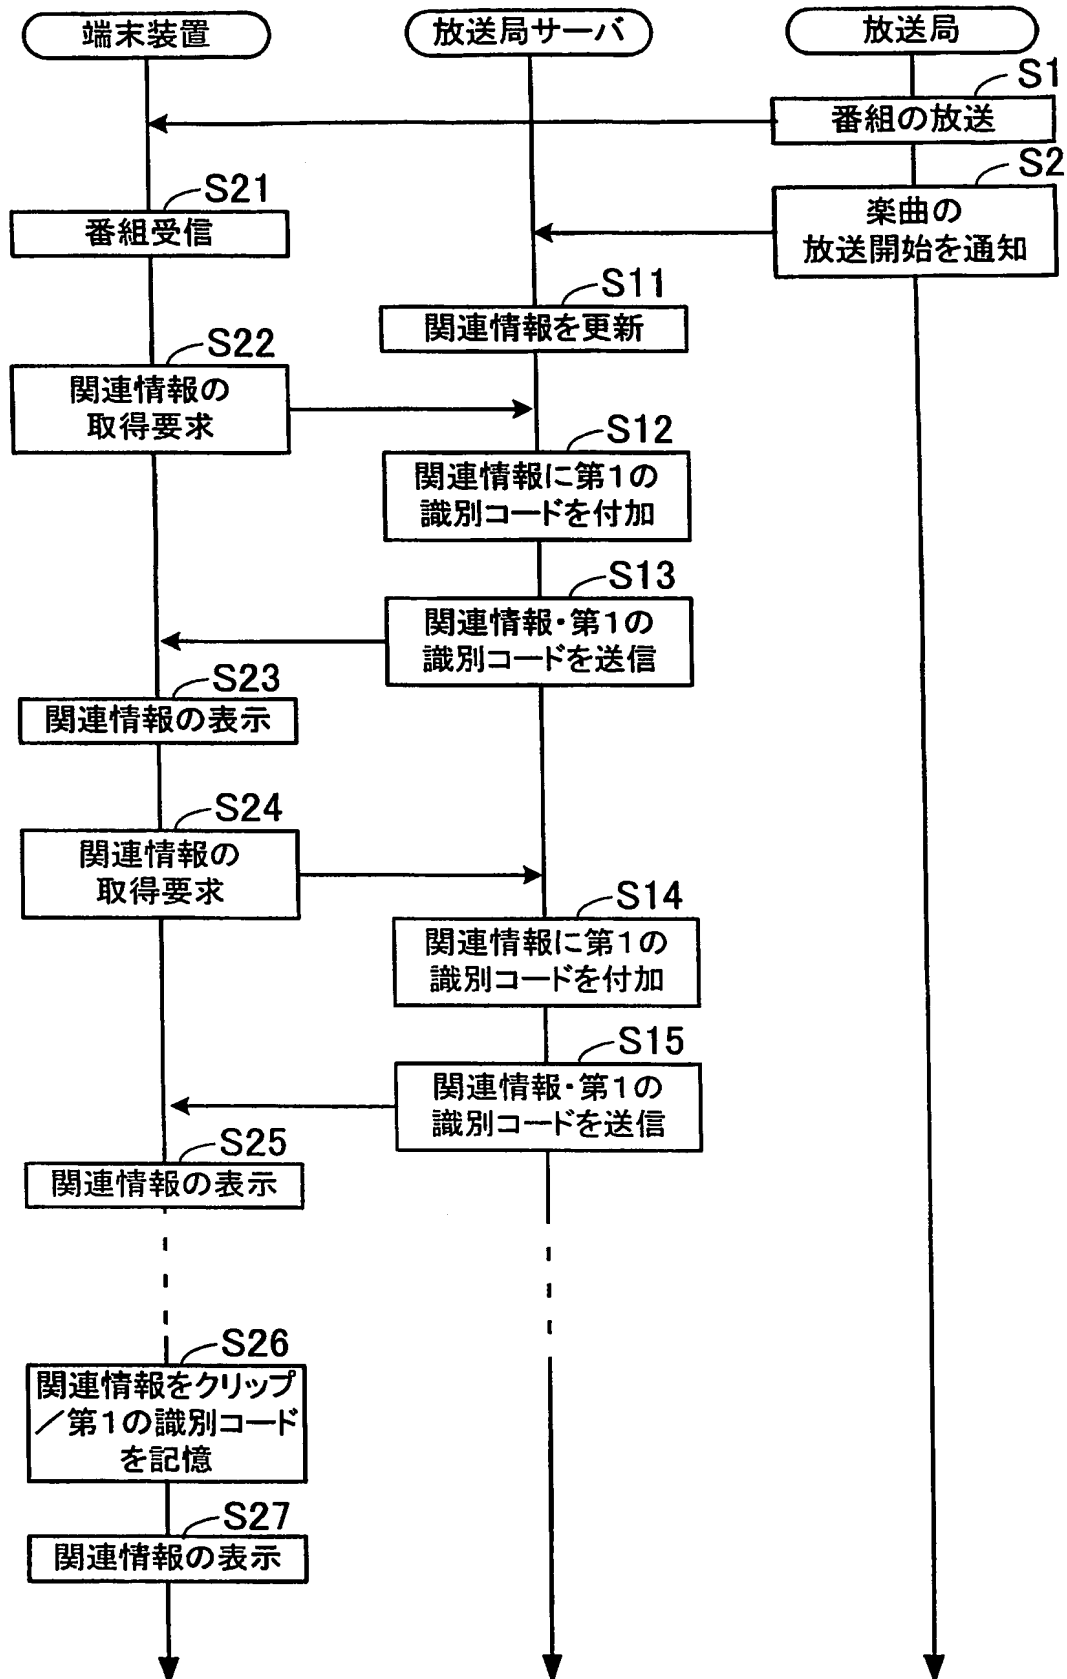 端末装置
放送局サーバ
放送局
S1
番組の放送
S2
楽曲の
放送開始を通知
S21
番組受信
S11
関連情報を更新
S22
関連情報の
取得要求
S12
関連情報に第1の
識別コードを付加
S13
関連情報・第1の
識別コードを送信
S23
関連情報の表示
S24
関連情報の
取得要求
S14
関連情報に第1の
識別コードを付加
S15
関連情報・第1の
識別コードを送信
S25
関連情報の表示
S26
関連情報をクリップ
／第1の識別コード
を記憶
S27
関連情報の表示